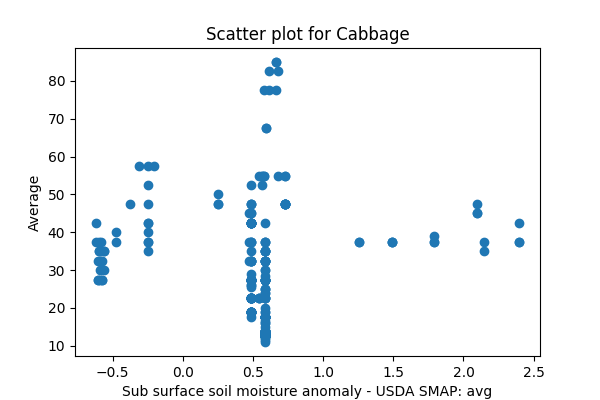 Scatter plot for Cabbage
80
70
60
50
40
30
20
10
Average
−0.5 0.0 0.5 1.0 1.5 2.0 2.5
Sub surface soil moisture anomaly - USDA SMAP: avg